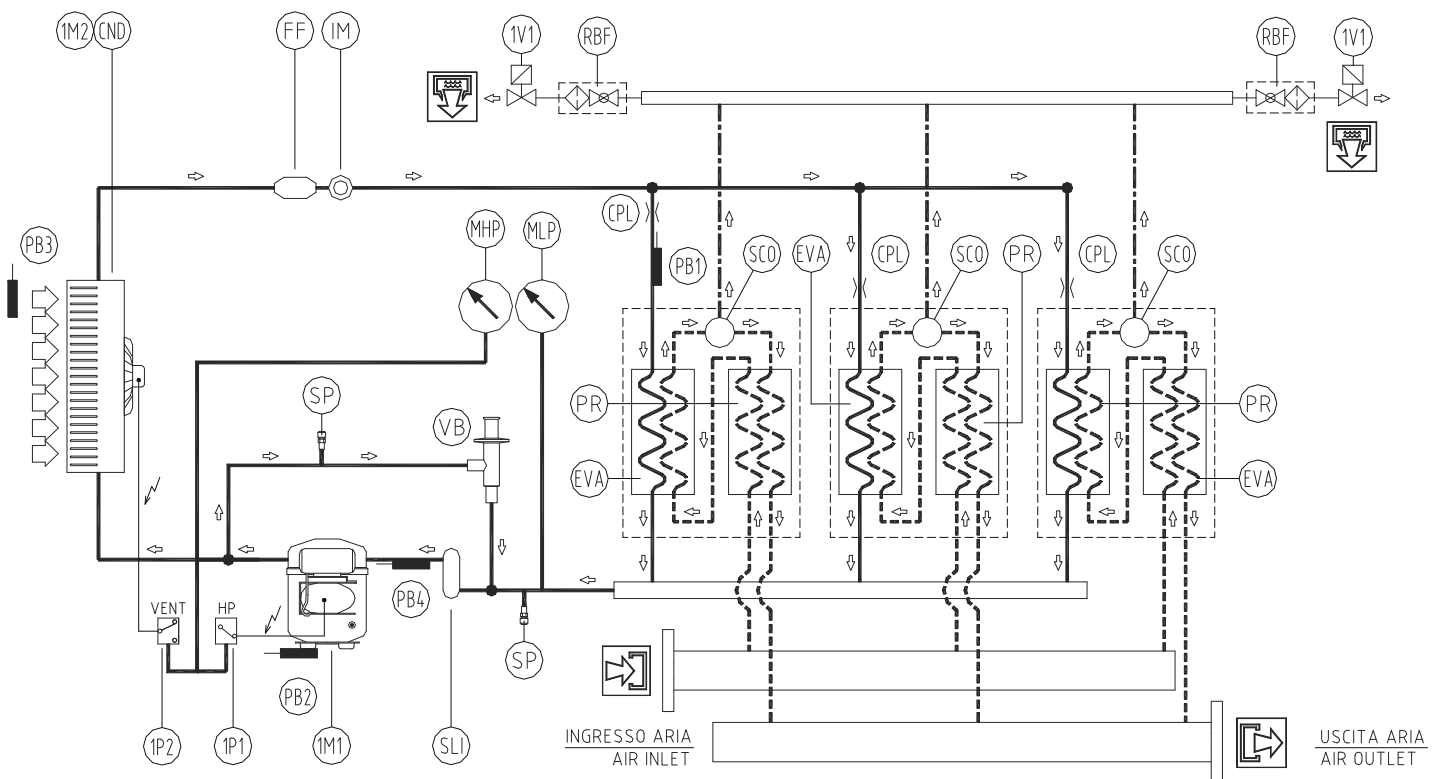 1M2 CND FF IM 1V1 RBF RBF 1V1
PB3 CPL MHP MLP PB1 SCO EVA CPL SCO PR CPL SCO
SP VB PR PR
EVA EVA
VENT HP PB4
SP
PB2
1P2 1P1 1M1 SLI
INGRESSO ARIA
AIR INLET
USCITA ARIA
AIR OUTLET